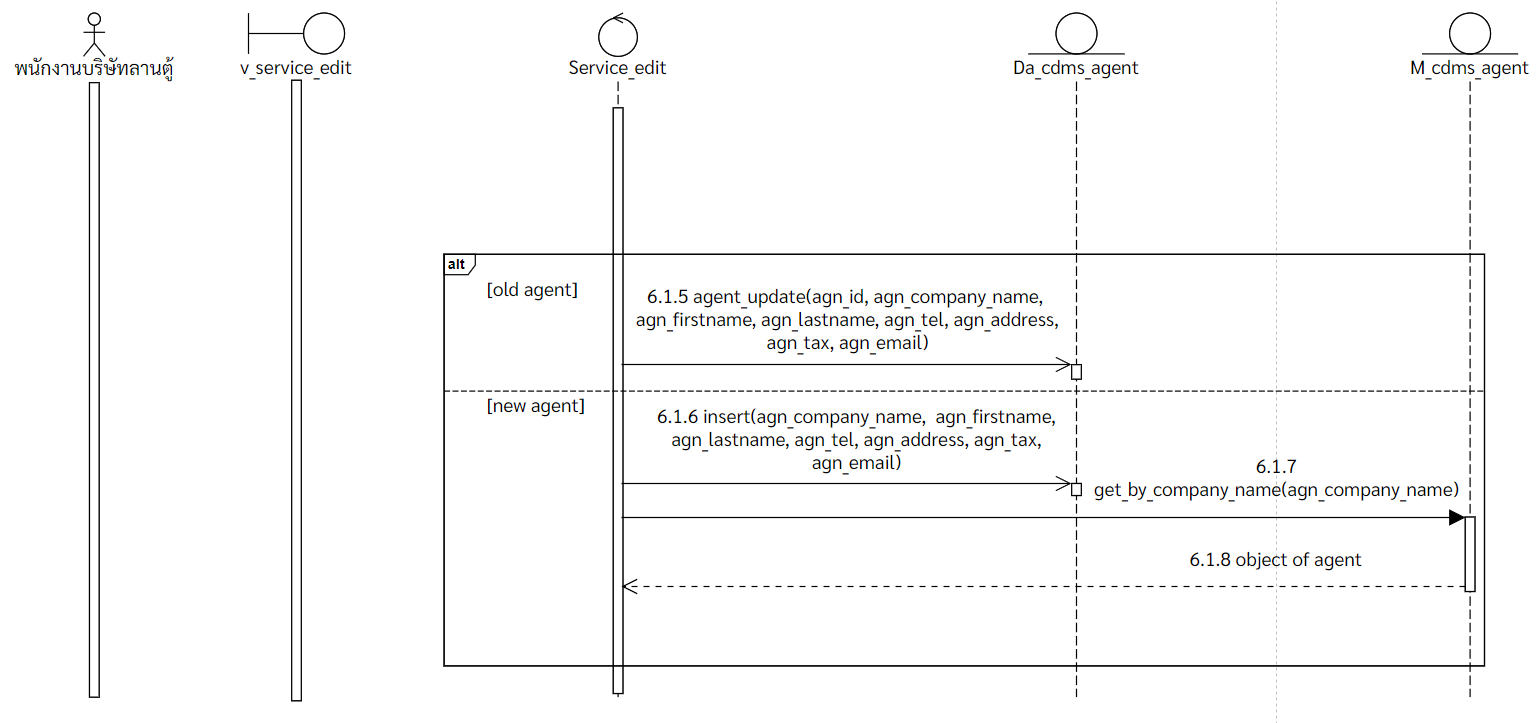 พนักงานบริษัทลานตู้
v_service_edit
Service_edit
Da_cdms_agent
M_cdms_agent
alt
[old agent]
6.1.5 agent_update(agn_id, agn_company_name,
agn_firstname, agn_lastname, agn_tel, agn_address,
agn_tax, agn_email)
[new agent]
6.1.6 insert(agn_company_name,  agn_firstname,
agn_lastname, agn_tel, agn_address, agn_tax,
agn_email)
6.1.7
get_by_company_name(agn_company_name)
6.1.8 object of agent